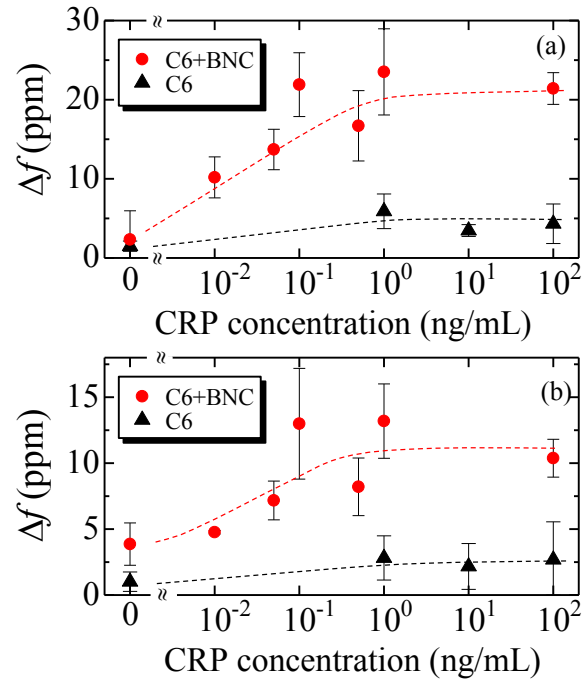 30
20
10
0
Δf (ppm)
≈
(a)
C6+BNC
C6
0 10⁻² 10⁻¹ 10⁰ 10¹ 10²
≈
CRP concentration (ng/mL)
15
10
5
0
Δf (ppm)
≈
(b)
C6+BNC
C6
0 10⁻² 10⁻¹ 10⁰ 10¹ 10²
≈
CRP concentration (ng/mL)